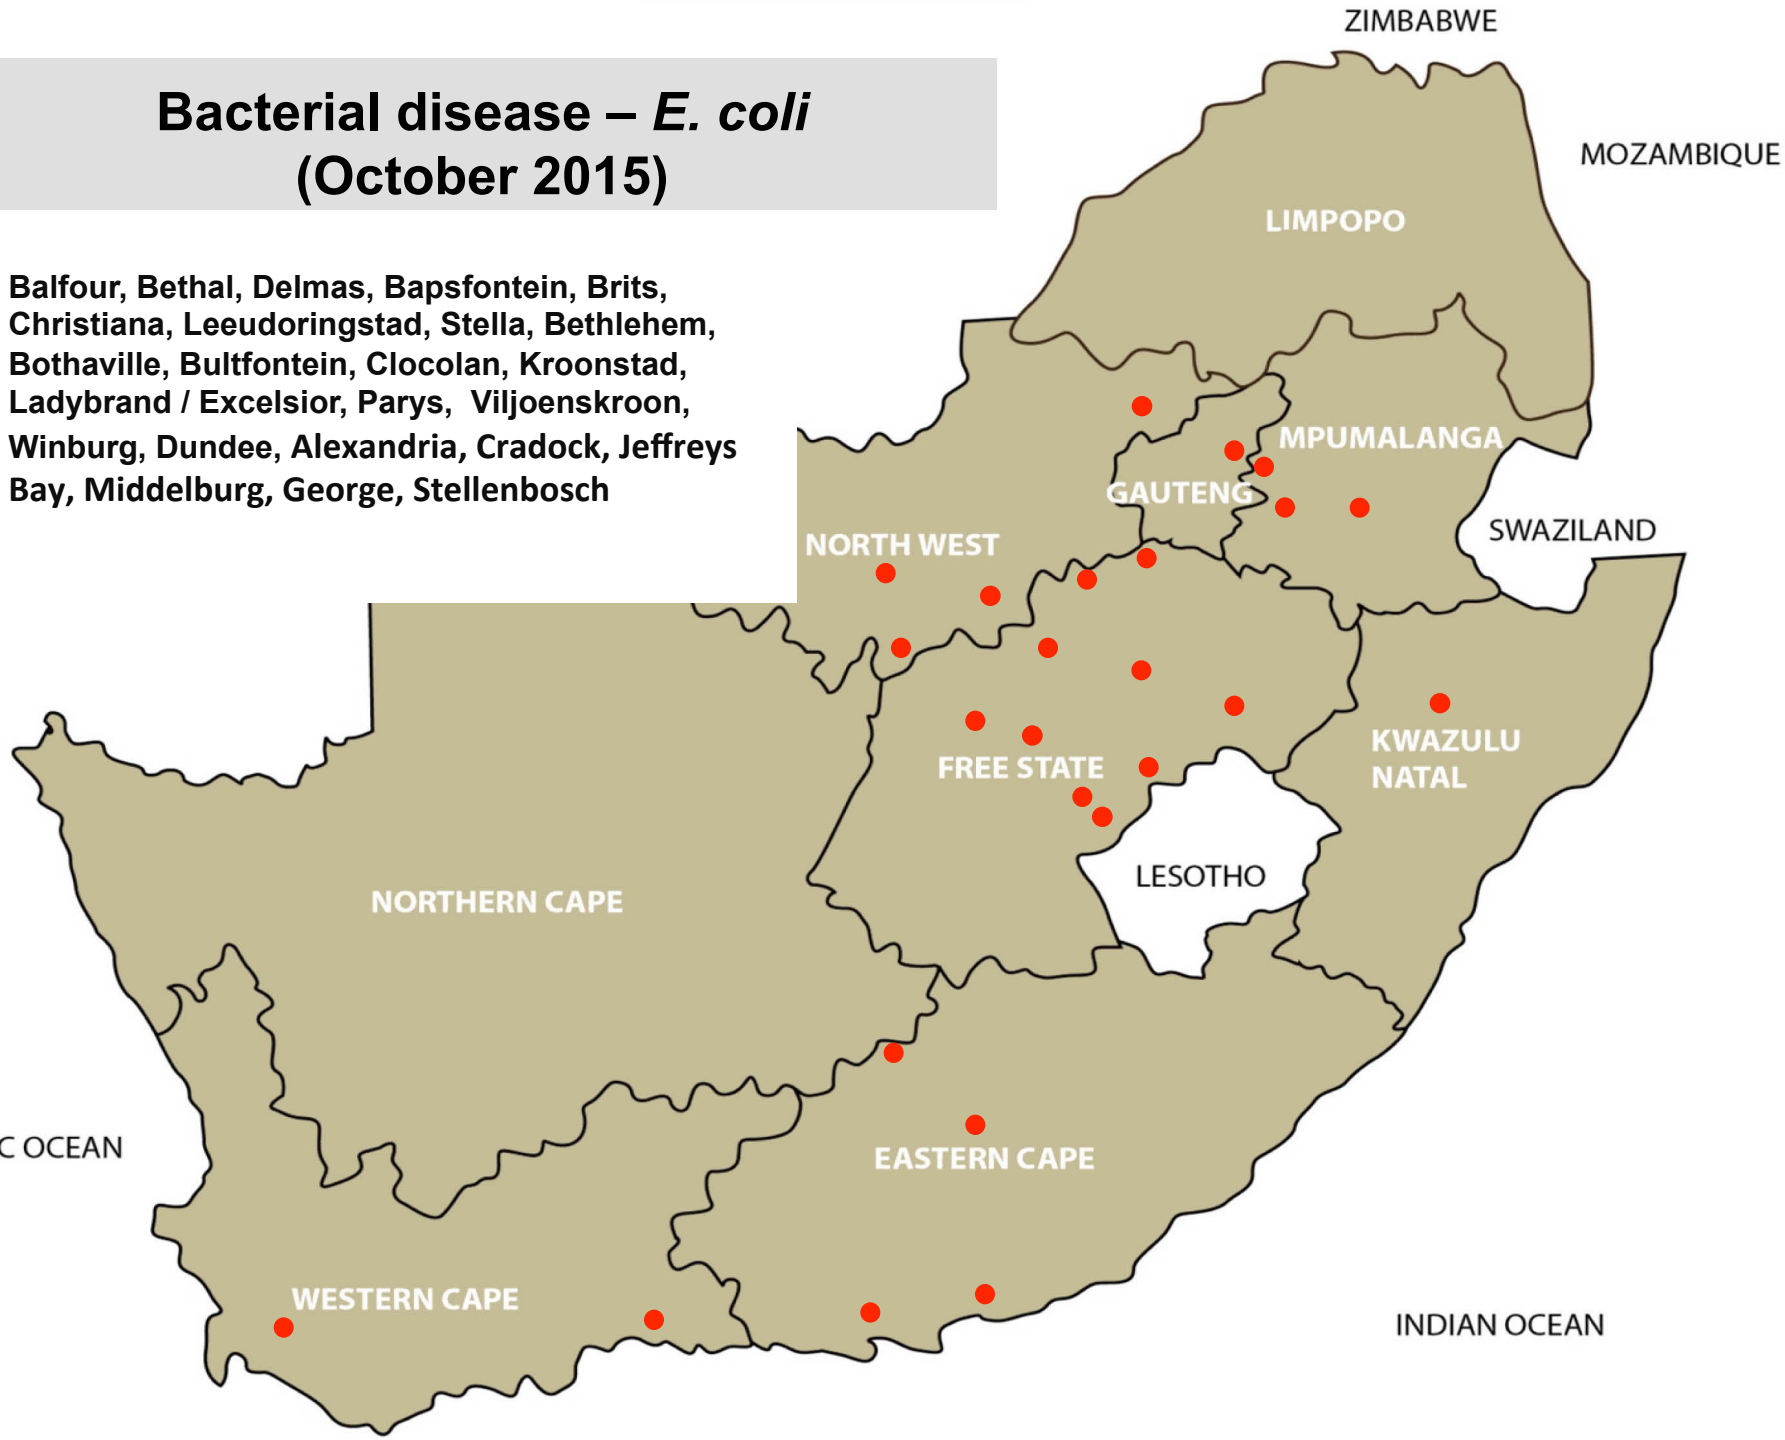 Bacterial disease – E. coli
(October 2015)
Balfour, Bethal, Delmas, Bapsfontein, Brits,
Christiana, Leeudoringstad, Stella, Bethlehem,
Bothaville, Bultfontein, Clocolan, Kroonstad,
Ladybrand / Excelsior, Parys, Viljoenskroon,
Winburg, Dundee, Alexandria, Cradock, Jeffreys
Bay, Middelburg, George, Stellenbosch
ZIMBABWE
MOZAMBIQUE
LIMPOPO
MPUMALANGA
GAUTENG
SWAZILAND
NORTH WEST
KWAZULU
NATAL
FREE STATE
LESOTHO
NORTHERN CAPE
C OCEAN
EASTERN CAPE
WESTERN CAPE
INDIAN OCEAN